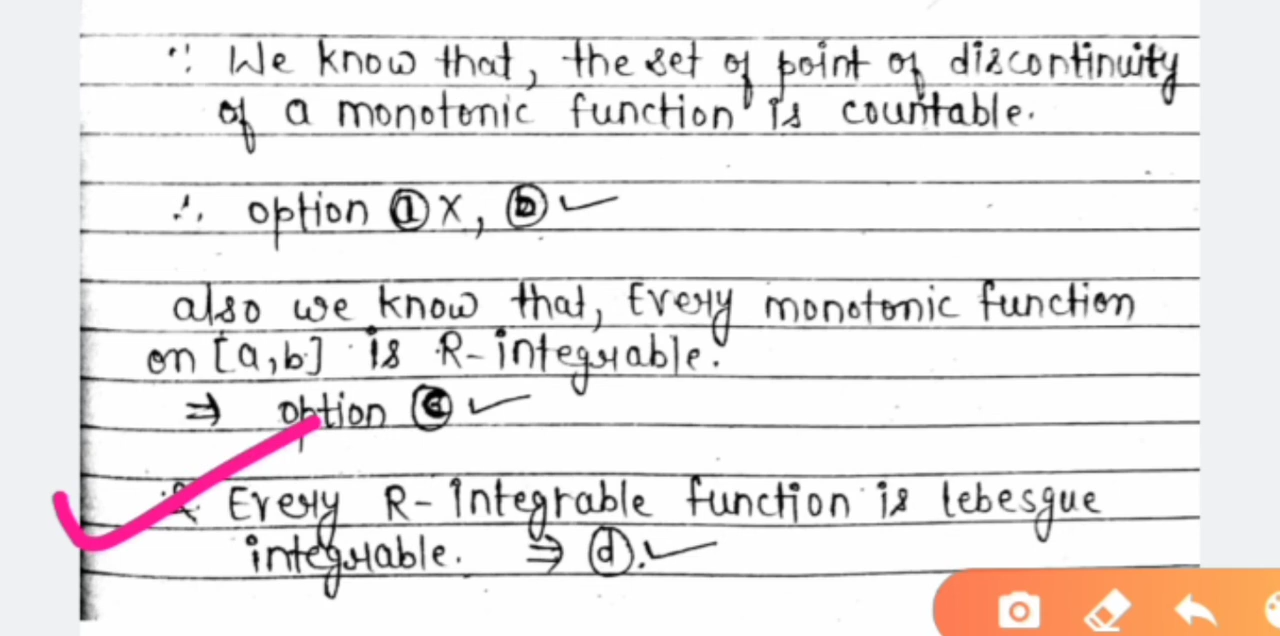 ∵ We know that, the set of point of discontinuity
of a monotonic function is countable.
∴ option ⓐ ×, ⓑ ✓
also we know that, Every monotonic function
on [a,b] is R-integrable.
⇒ option ⓒ ✓
& Every R-integrable function is lebesgue
integrable. ⇒ ⓓ. ✓